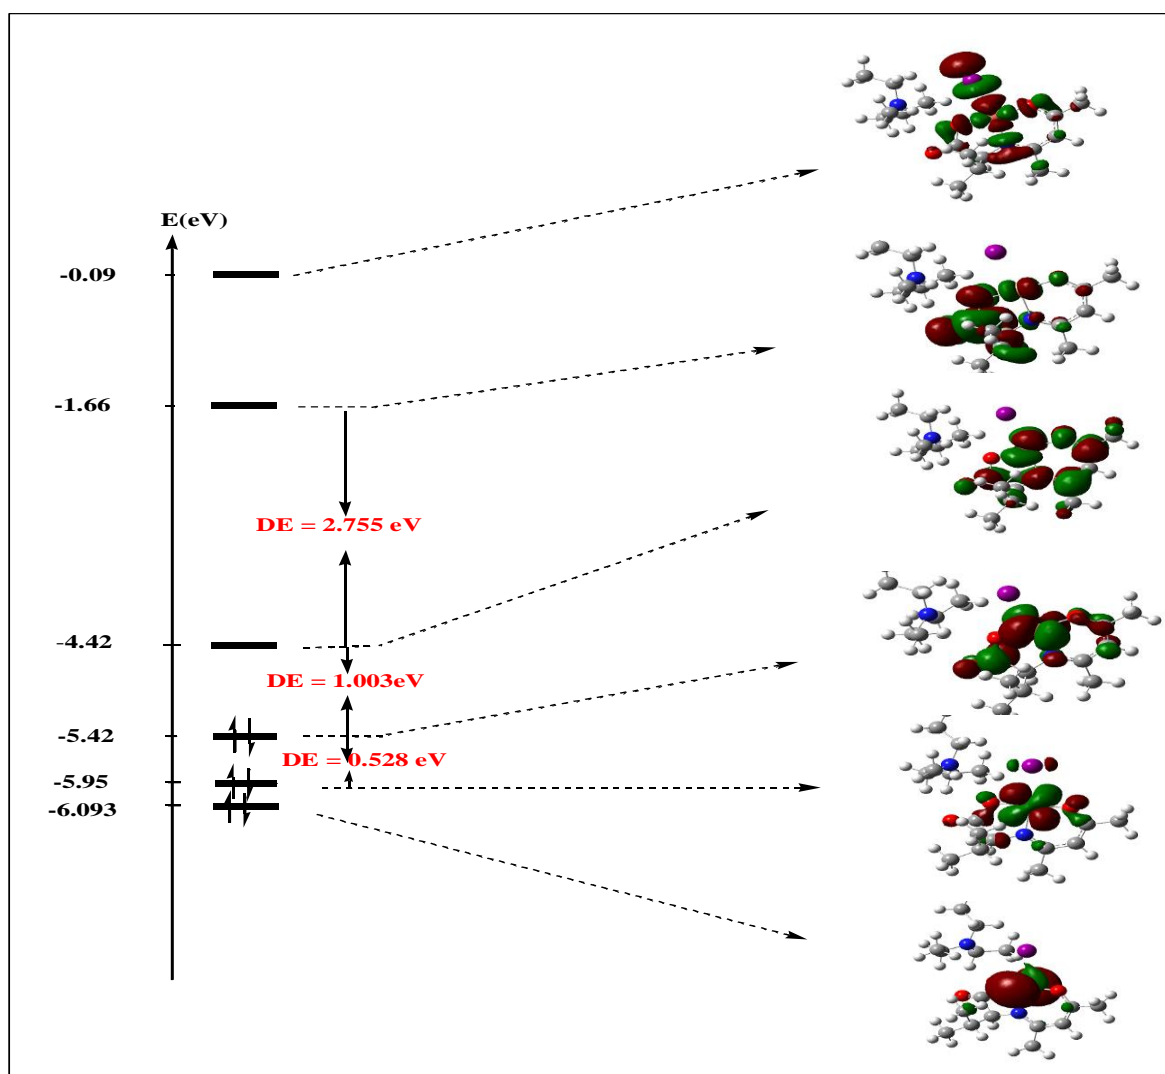 E(eV)
-0.09
-1.66
DE = 2.755 eV
-4.42
DE = 1.003eV
-5.42
DE = 0.528 eV
-5.95
-6.093